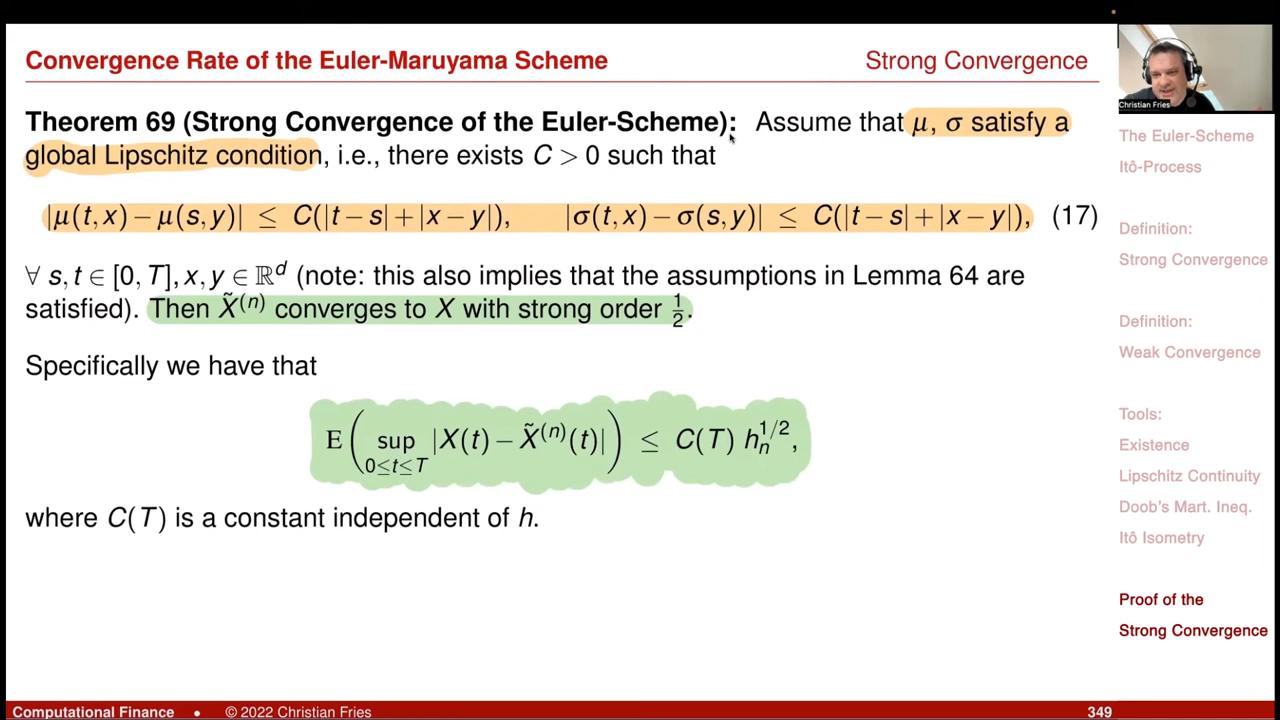 Convergence Rate of the Euler-Maruyama Scheme
Strong Convergence
Theorem 69 (Strong Convergence of the Euler-Scheme): Assume that μ, σ satisfy a
global Lipschitz condition, i.e., there exists C > 0 such that
|μ(t,x) − μ(s,y)| ≤ C(|t−s|+|x−y|), |σ(t,x) − σ(s,y)| ≤ C(|t−s|+|x−y|), (17)
∀ s,t ∈ [0,T], x,y ∈ ℝᵈ (note: this also implies that the assumptions in Lemma 64 are
satisfied). Then X̃⁽ⁿ⁾ converges to X with strong order 1/2.
Specifically we have that
E( sup_{0≤t≤T} |X(t) − X̃⁽ⁿ⁾(t)| ) ≤ C(T) h_n^{1/2},
where C(T) is a constant independent of h.
Christian Fries
The Euler-Scheme
Itô-Process
Definition:
Strong Convergence
Definition:
Weak Convergence
Tools:
Existence
Lipschitz Continuity
Doob's Mart. Ineq.
Itô Isometry
Proof of the
Strong Convergence
Computational Finance • © 2022 Christian Fries
349